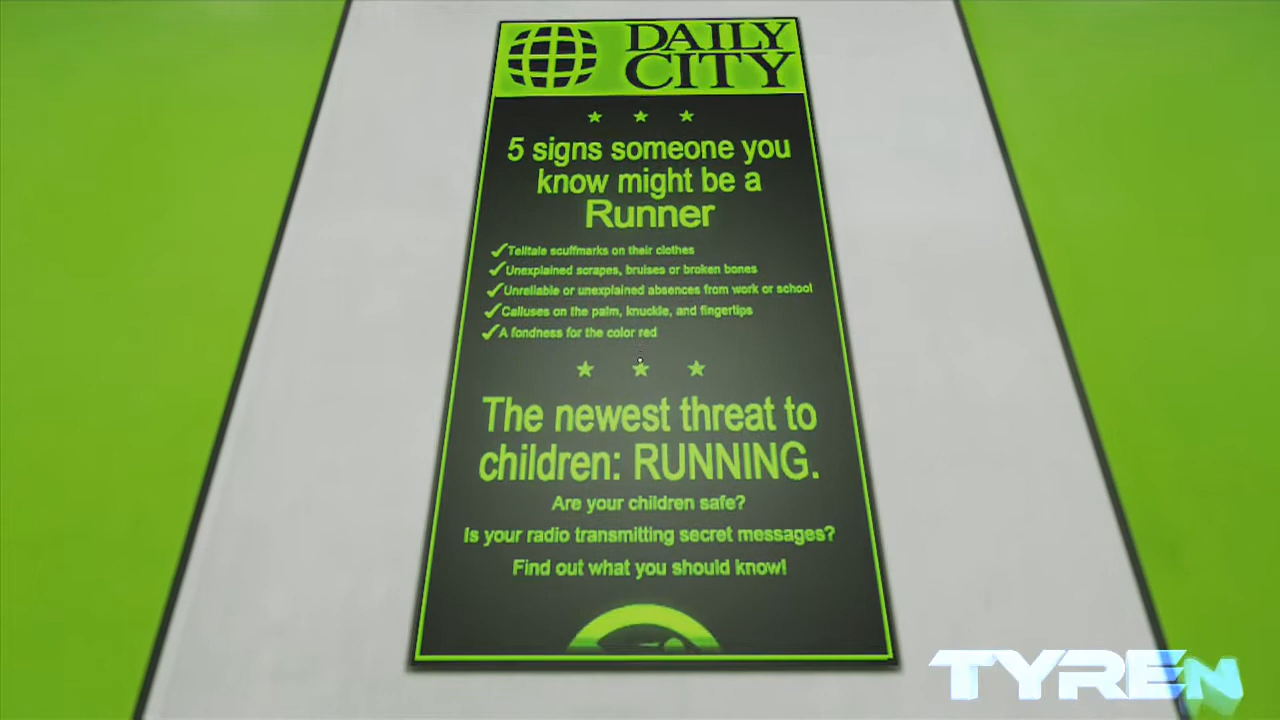 DAILY
CITY
5 signs someone you
know might be a
Runner
Telltale scuffmarks on their clothes
Unexplained scrapes, bruises or broken bones
Unreliable or unexplained absences from work or school
Calluses on the palm, knuckle, and fingertips
A fondness for the color red
The newest threat to
children: RUNNING.
Are your children safe?
Is your radio transmitting secret messages?
Find out what you should know!
TYREN